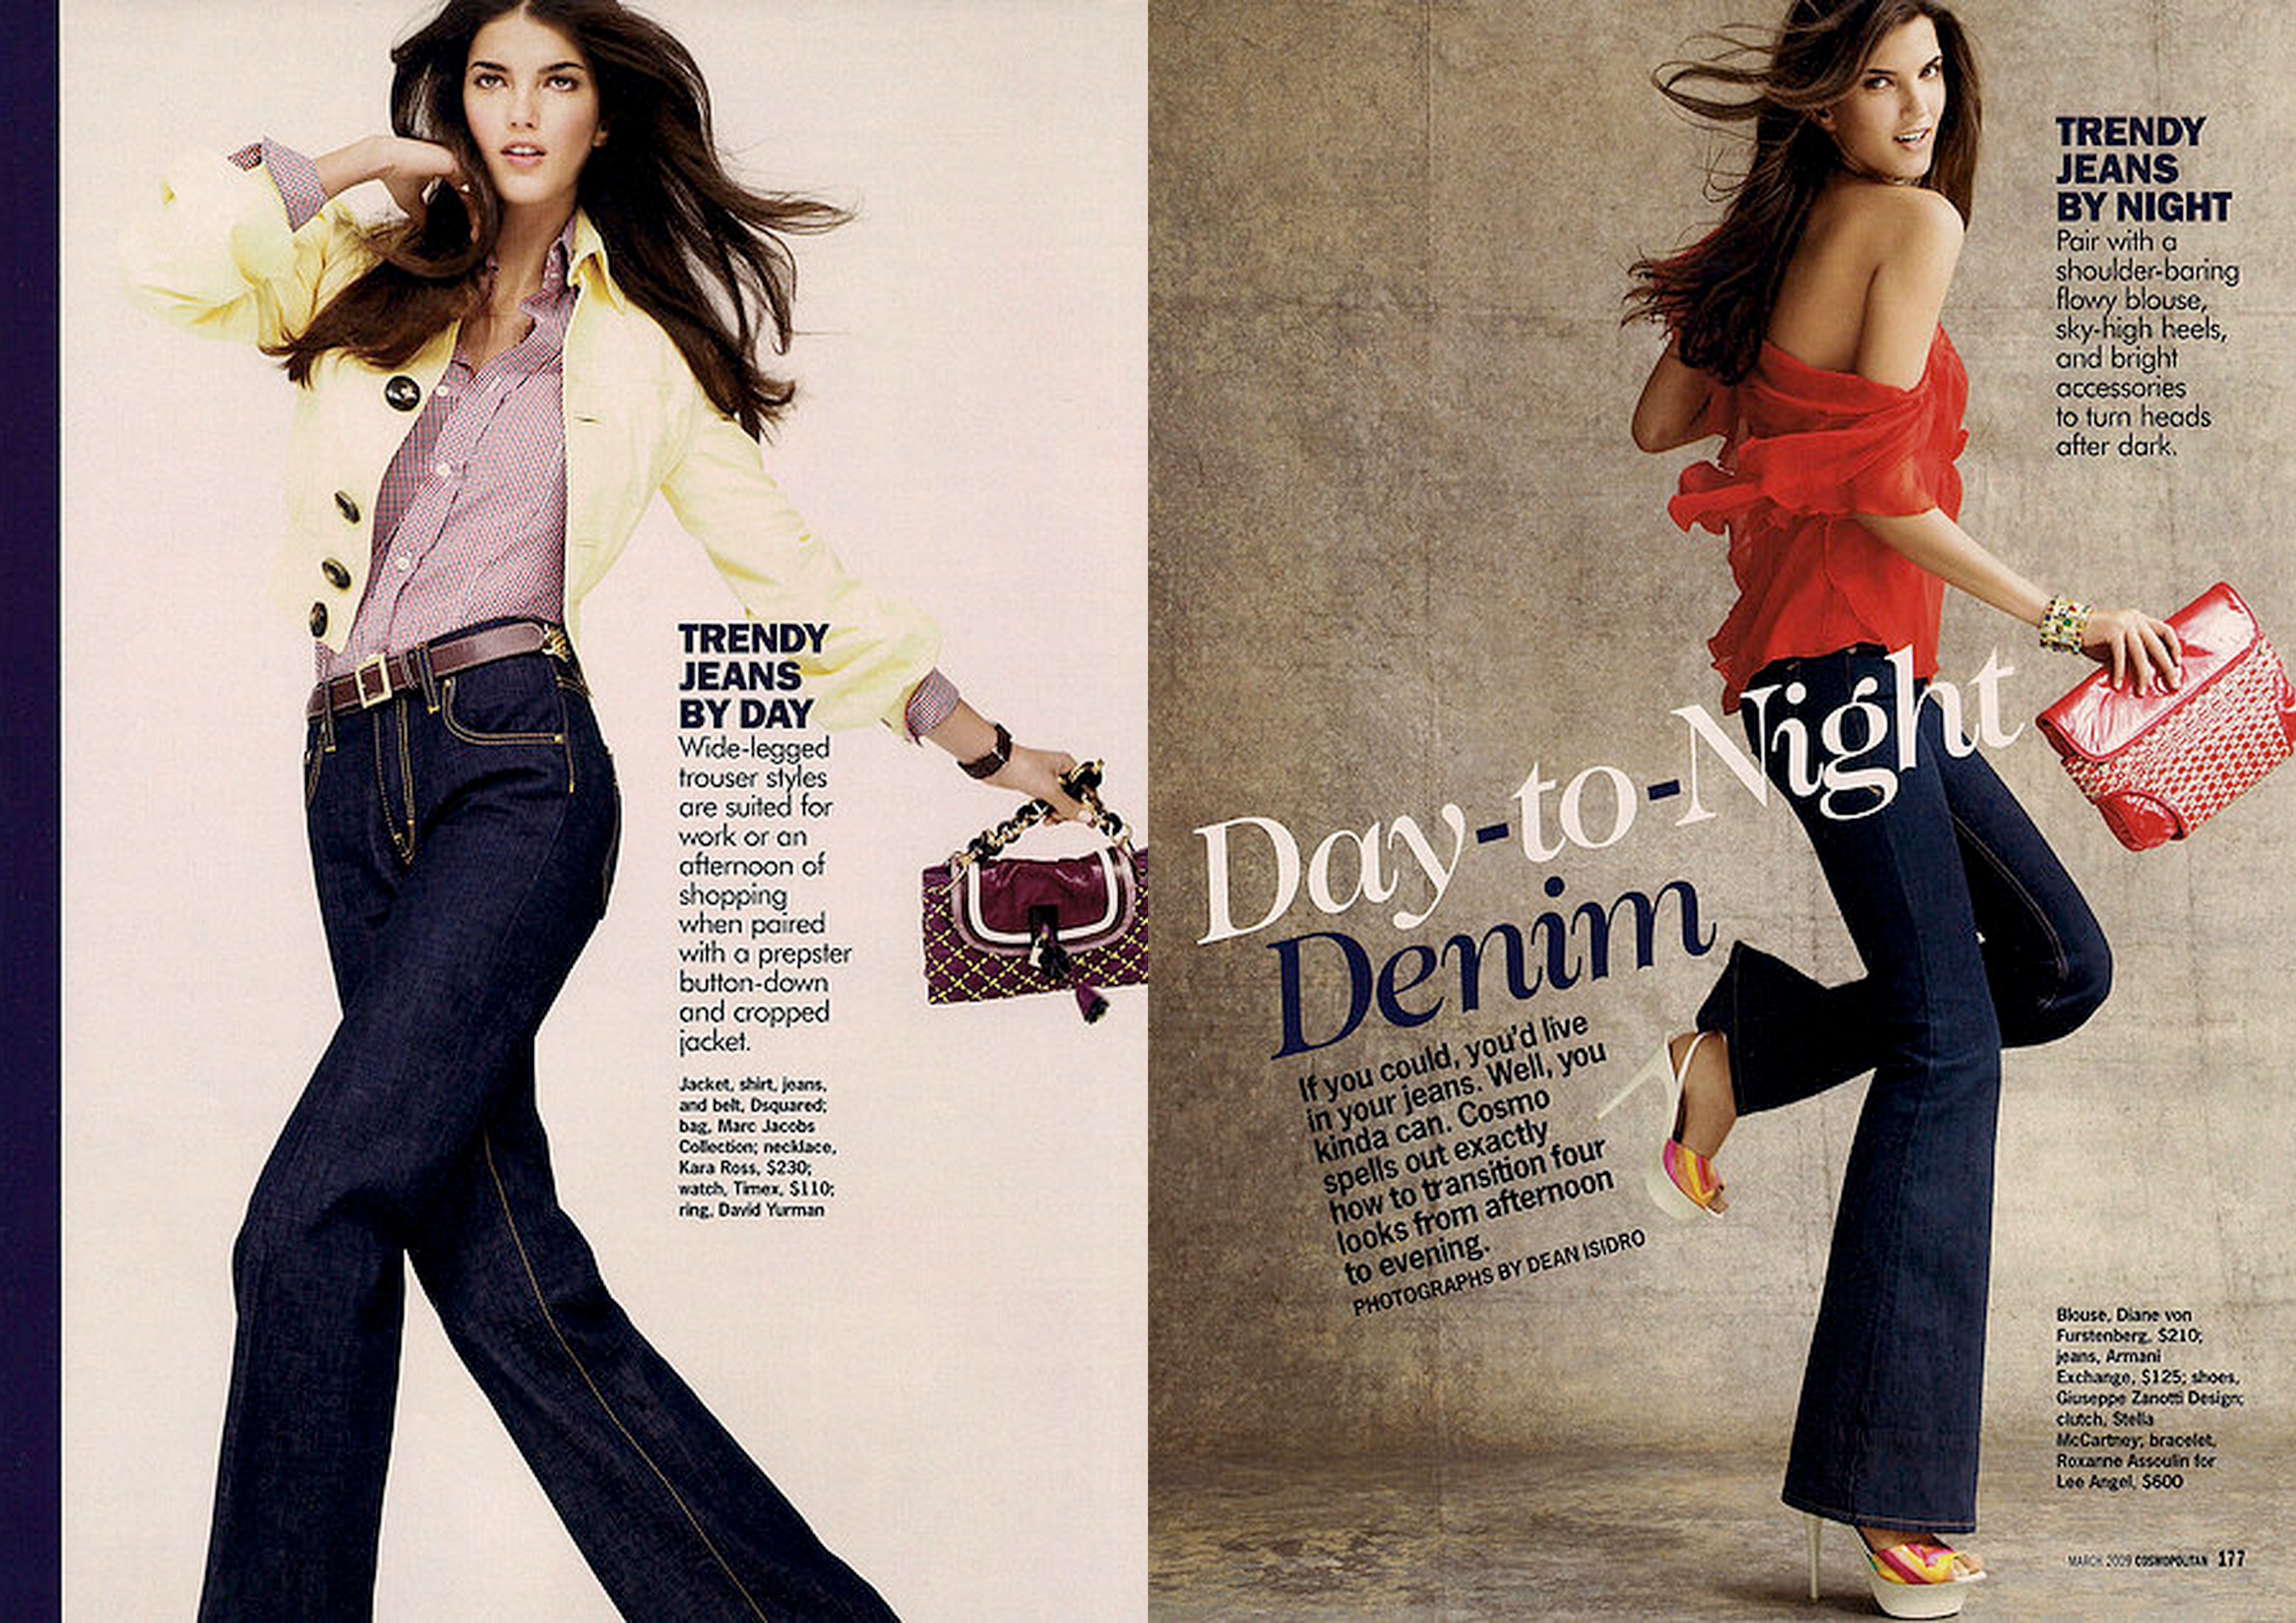 TRENDY
JEANS
BY DAY
Wide-legged
trouser styles
are suited for
work or an
afternoon of
shopping
when paired
with a prepster
button-down
and cropped
jacket.
Jacket, shirt, jeans,
and belt, Dsquared;
bag, Marc Jacobs
Collection; necklace,
Kara Ross, $230;
watch, Timex, $110;
ring, David Yurman
TRENDY
JEANS
BY NIGHT
Pair with a
shoulder-baring
flowy blouse,
sky-high heels,
and bright
accessories
to turn heads
after dark.
Day-to-Night
Denim
If you could, you'd live
in your jeans. Well, you
kinda can. Cosmo
spells out exactly
how to transition four
looks from afternoon
to evening.
PHOTOGRAPHS BY DEAN ISIDRO
Blouse, Diane von
Furstenberg, $210;
jeans, Armani
Exchange, $125; shoes,
Giuseppe Zanotti Design;
clutch, Stella
McCartney; bracelet,
Roxanne Assoulin for
Lee Angel, $600
MARCH 2009 COSMOPOLITAN 177